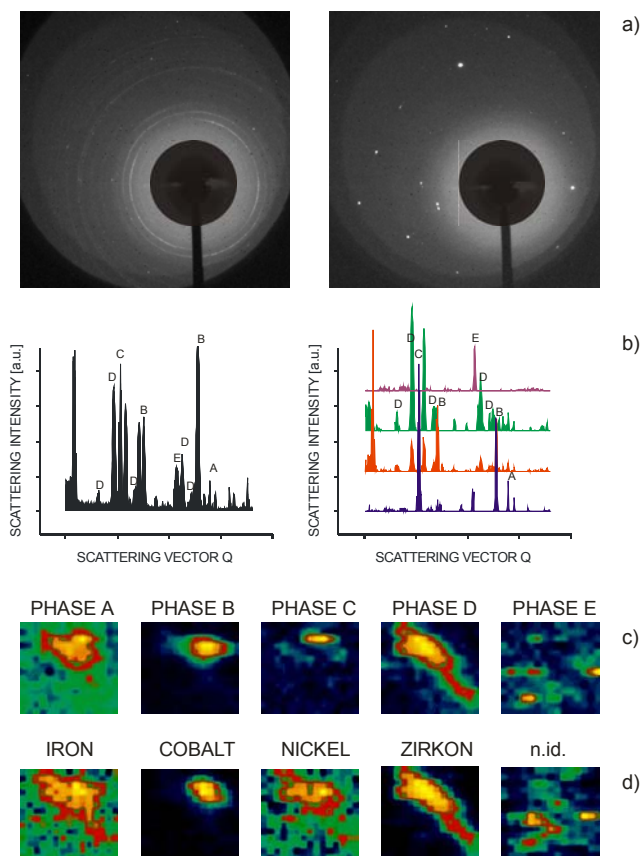 a)
b)
SCATTERING INTENSITY [a.u.]
D
C
D
D
B
E
D
D
B
A
SCATTERING VECTOR Q
SCATTERING INTENSITY [a.u.]
D
C
D
D
B
E
D
D
B
A
SCATTERING VECTOR Q
PHASE A PHASE B PHASE C PHASE D PHASE E
c)
IRON COBALT NICKEL ZIRKON n.id.
d)